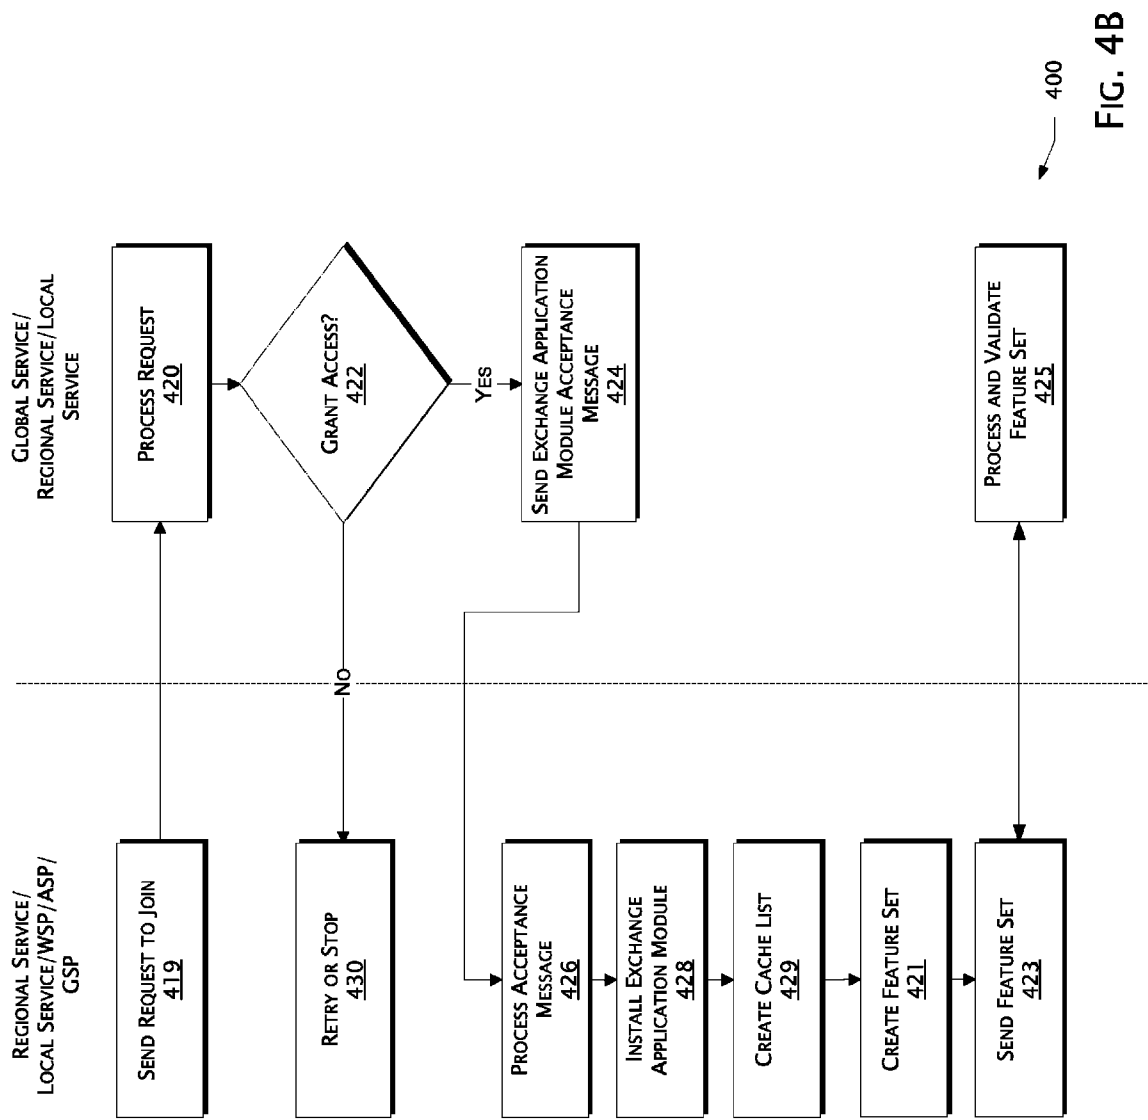 REGIONAL SERVICE/
LOCAL SERVICE/WSP/ASP/
GSP
GLOBAL SERVICE/
REGIONAL SERVICE/LOCAL
SERVICE
SEND REQUEST TO JOIN
419
PROCESS REQUEST
420
GRANT ACCESS?
422
NO
YES
RETRY OR STOP
430
SEND EXCHANGE APPLICATION
MODULE ACCEPTANCE
MESSAGE
424
PROCESS ACCEPTANCE
MESSAGE
426
INSTALL EXCHANGE
APPLICATION MODULE
428
CREATE CACHE LIST
429
CREATE FEATURE SET
421
SEND FEATURE SET
423
PROCESS AND VALIDATE
FEATURE SET
425
400
FIG. 4B